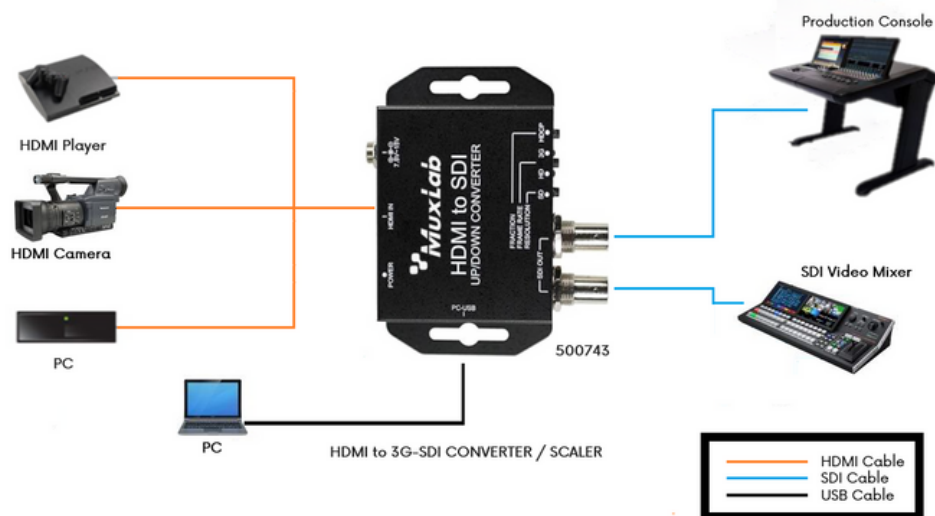 Production Console
HDMI Player
HDMI Camera
PC
PC
7.5V~15V
HDMI IN
POWER
PC-USB
MUXLAB
HDMI to SDI
UP/DOWN CONVERTER
FRACTION
FRAME RATE
RESOLUTION
HDCP
3G
HD
SD
SDI OUT
500743
SDI Video Mixer
HDMI to 3G-SDI CONVERTER / SCALER
HDMI Cable
SDI Cable
USB Cable